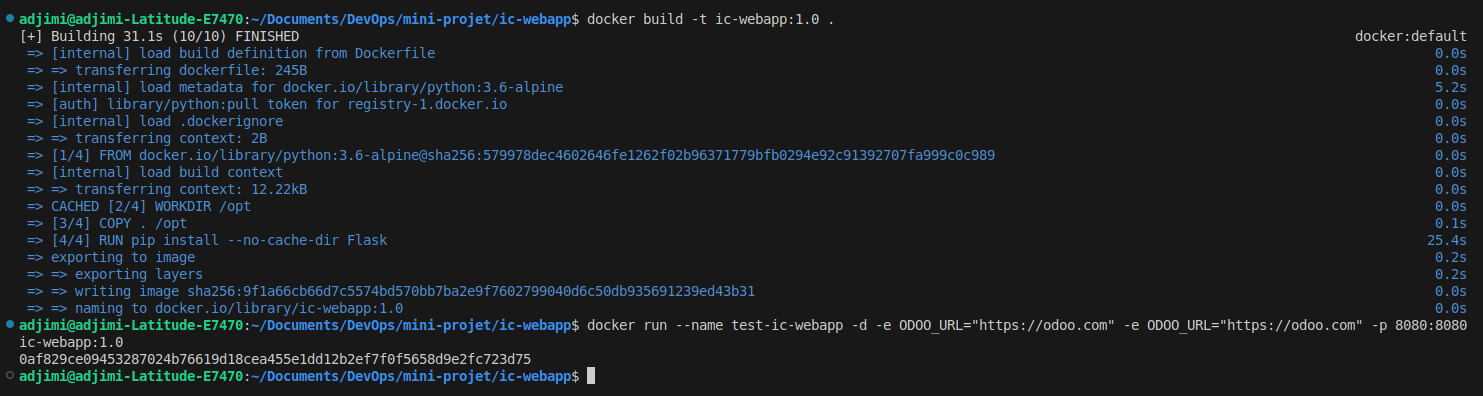 adjimi@adjimi-Latitude-E7470:~/Documents/DevOps/mini-projet/ic-webapp$ docker build -t ic-webapp:1.0 .
[+] Building 31.1s (10/10) FINISHED docker:default
=> [internal] load build definition from Dockerfile 0.0s
=> => transferring dockerfile: 245B 0.0s
=> [internal] load metadata for docker.io/library/python:3.6-alpine 5.2s
=> [auth] library/python:pull token for registry-1.docker.io 0.0s
=> [internal] load .dockerignore 0.0s
=> => transferring context: 2B 0.0s
=> [1/4] FROM docker.io/library/python:3.6-alpine@sha256:579978dec4602646fe1262f02b96371779bfb0294e92c91392707fa999c0c989 0.0s
=> [internal] load build context 0.0s
=> => transferring context: 12.22kB 0.0s
=> CACHED [2/4] WORKDIR /opt 0.0s
=> [3/4] COPY . /opt 0.1s
=> [4/4] RUN pip install --no-cache-dir Flask 25.4s
=> exporting to image 0.2s
=> => exporting layers 0.2s
=> => writing image sha256:9f1a66cb66d7c5574bd570bb7ba2e9f7602799040d6c50db935691239ed43b31 0.0s
=> => naming to docker.io/library/ic-webapp:1.0 0.0s
adjimi@adjimi-Latitude-E7470:~/Documents/DevOps/mini-projet/ic-webapp$ docker run --name test-ic-webapp -d -e ODOO_URL="https://odoo.com" -e ODOO_URL="https://odoo.com" -p 8080:8080
ic-webapp:1.0
0af829ce09453287024b76619d18cea455e1dd12b2ef7f0f5658d9e2fc723d75
adjimi@adjimi-Latitude-E7470:~/Documents/DevOps/mini-projet/ic-webapp$